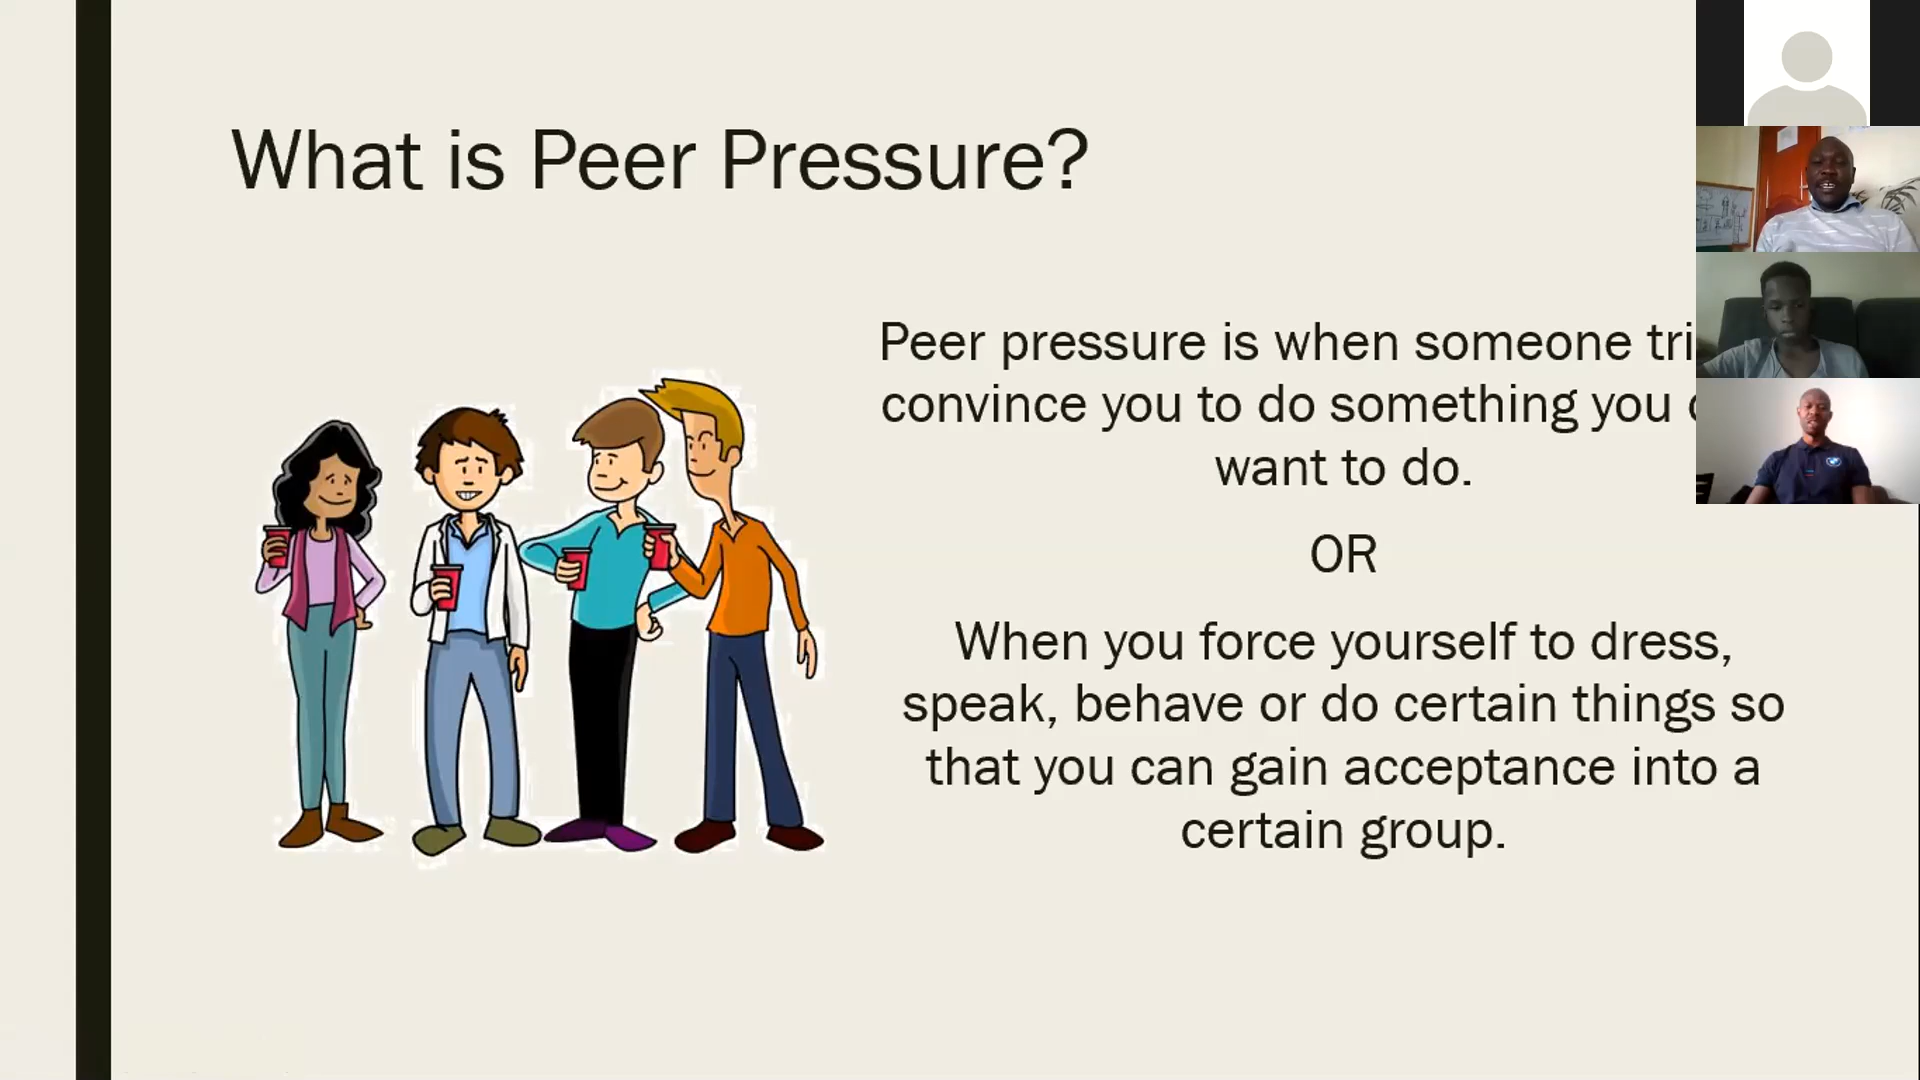 What is Peer Pressure?
Peer pressure is when someone
convince you to do something you
want to do.
OR
When you force yourself to dress,
speak, behave or do certain things so
that you can gain acceptance into a
certain group.